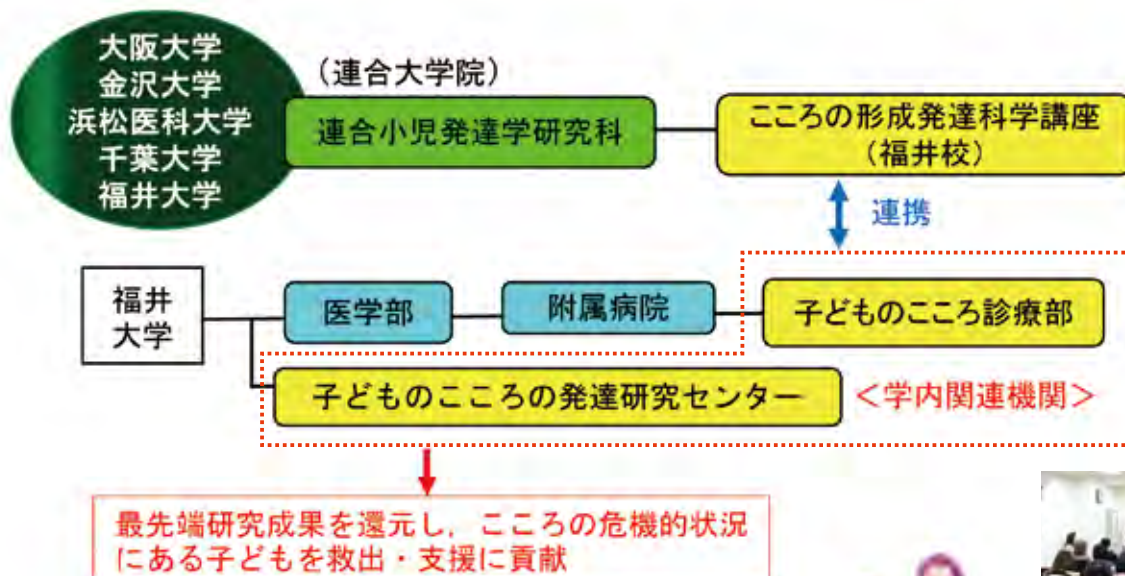 大阪大学
金沢大学
浜松医科大学
千葉大学
福井大学
（連合大学院）
連合小児発達学研究科
こころの形成発達科学講座
（福井校）
連携
福井
大学
医学部
附属病院
子どものこころ診療部
子どものこころの発達研究センター
＜学内関連機関＞
最先端研究成果を還元し，こころの危機的状況
にある子どもを救出・支援に貢献